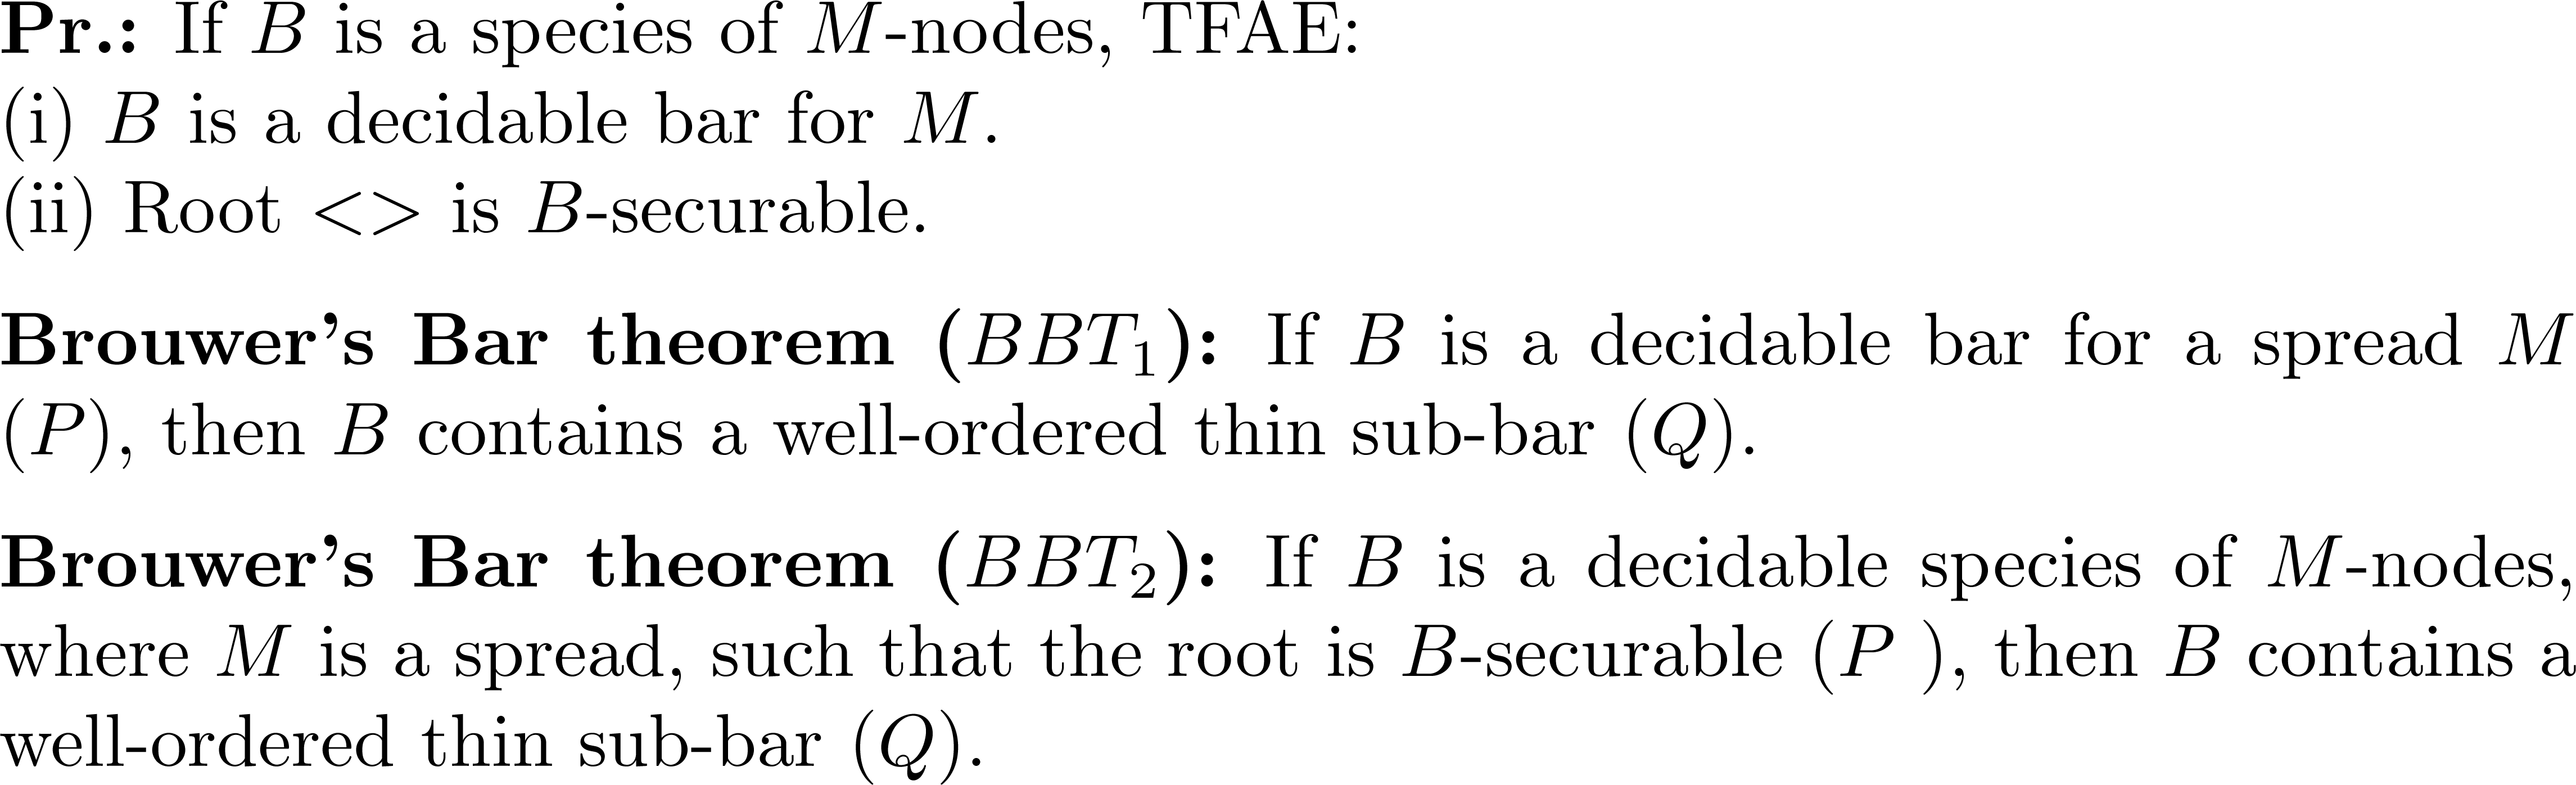 Pr.: If B is a species of M-nodes, TFAE:
(i) B is a decidable bar for M.
(ii) Root <> is B-securable.
Brouwer's Bar theorem (BBT₁): If B is a decidable bar for a spread M
(P), then B contains a well-ordered thin sub-bar (Q).
Brouwer's Bar theorem (BBT₂): If B is a decidable species of M-nodes,
where M is a spread, such that the root is B-securable (P ), then B contains a
well-ordered thin sub-bar (Q).